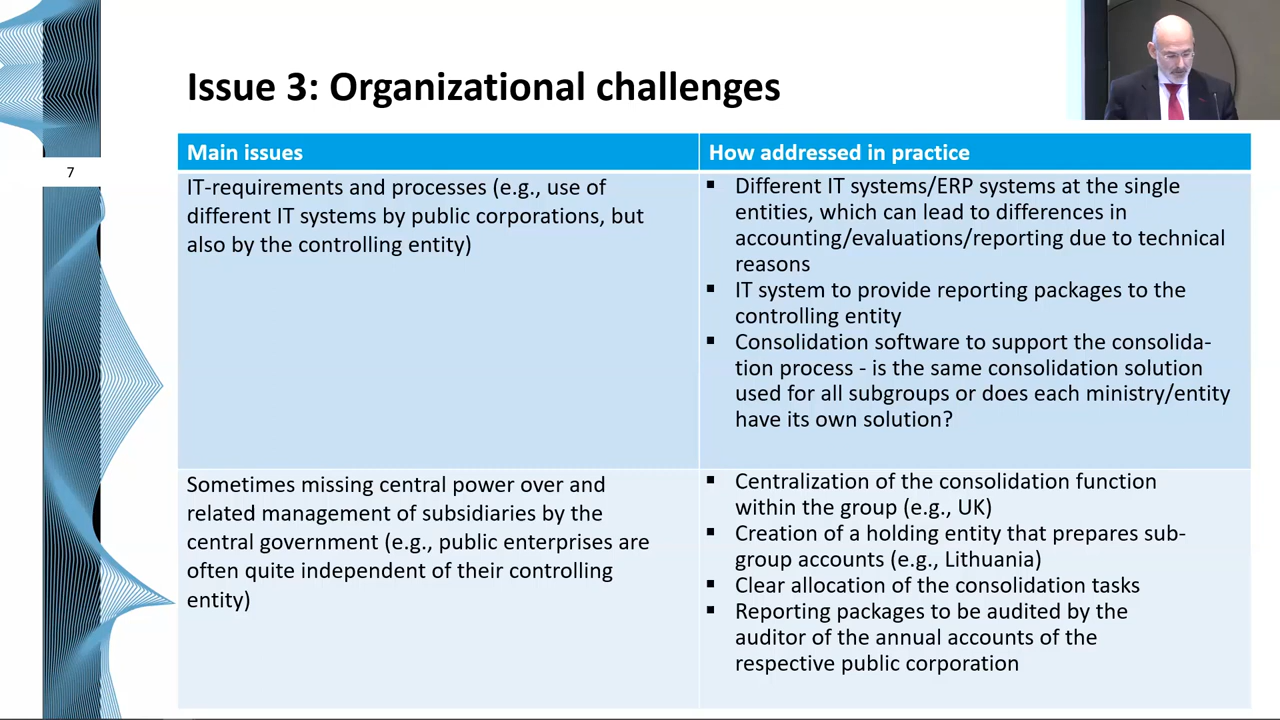 Issue 3: Organizational challenges
7
Main issues
How addressed in practice
IT-requirements and processes (e.g., use of
different IT systems by public corporations, but
also by the controlling entity)
▪ Different IT systems/ERP systems at the single
entities, which can lead to differences in
accounting/evaluations/reporting due to technical
reasons
▪ IT system to provide reporting packages to the
controlling entity
▪ Consolidation software to support the consolida-
tion process - is the same consolidation solution
used for all subgroups or does each ministry/entity
have its own solution?
Sometimes missing central power over and
related management of subsidiaries by the
central government (e.g., public enterprises are
often quite independent of their controlling
entity)
▪ Centralization of the consolidation function
within the group (e.g., UK)
▪ Creation of a holding entity that prepares sub-
group accounts (e.g., Lithuania)
▪ Clear allocation of the consolidation tasks
▪ Reporting packages to be audited by the
auditor of the annual accounts of the
respective public corporation